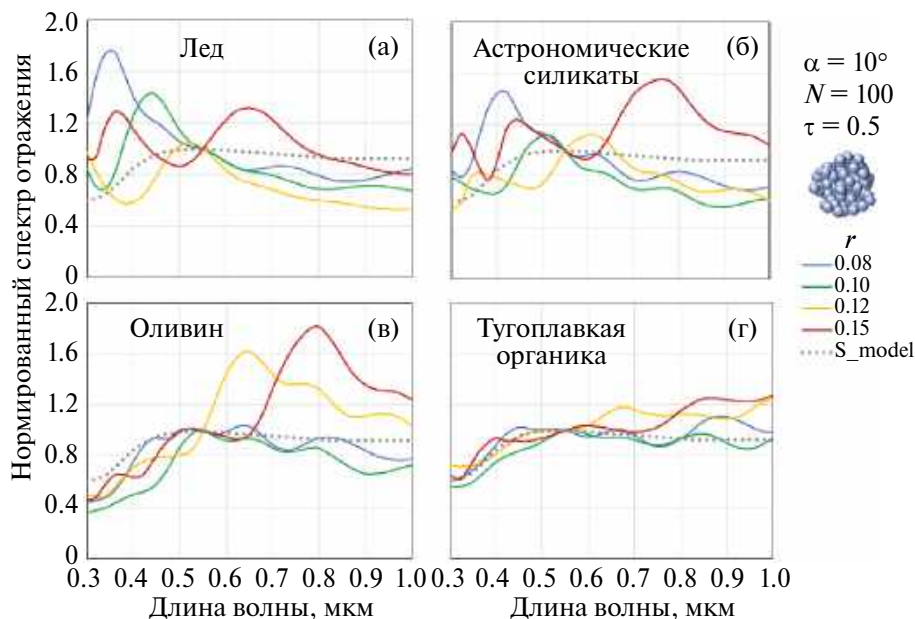 Нормированный спектр отражения
2.0
1.6
1.2
0.8
0.4
0
Лед
(а)
Астрономические
силикаты
(б)
2.0
1.6
1.2
0.8
0.4
0
Оливин
(в)
Тугоплавкая
органика
(г)
0.3 0.4 0.5 0.6 0.7 0.8 0.9 1.0
Длина волны, мкм
0.3 0.4 0.5 0.6 0.7 0.8 0.9 1.0
Длина волны, мкм
α = 10°
N = 100
τ = 0.5
r
0.08
0.10
0.12
0.15
S_model